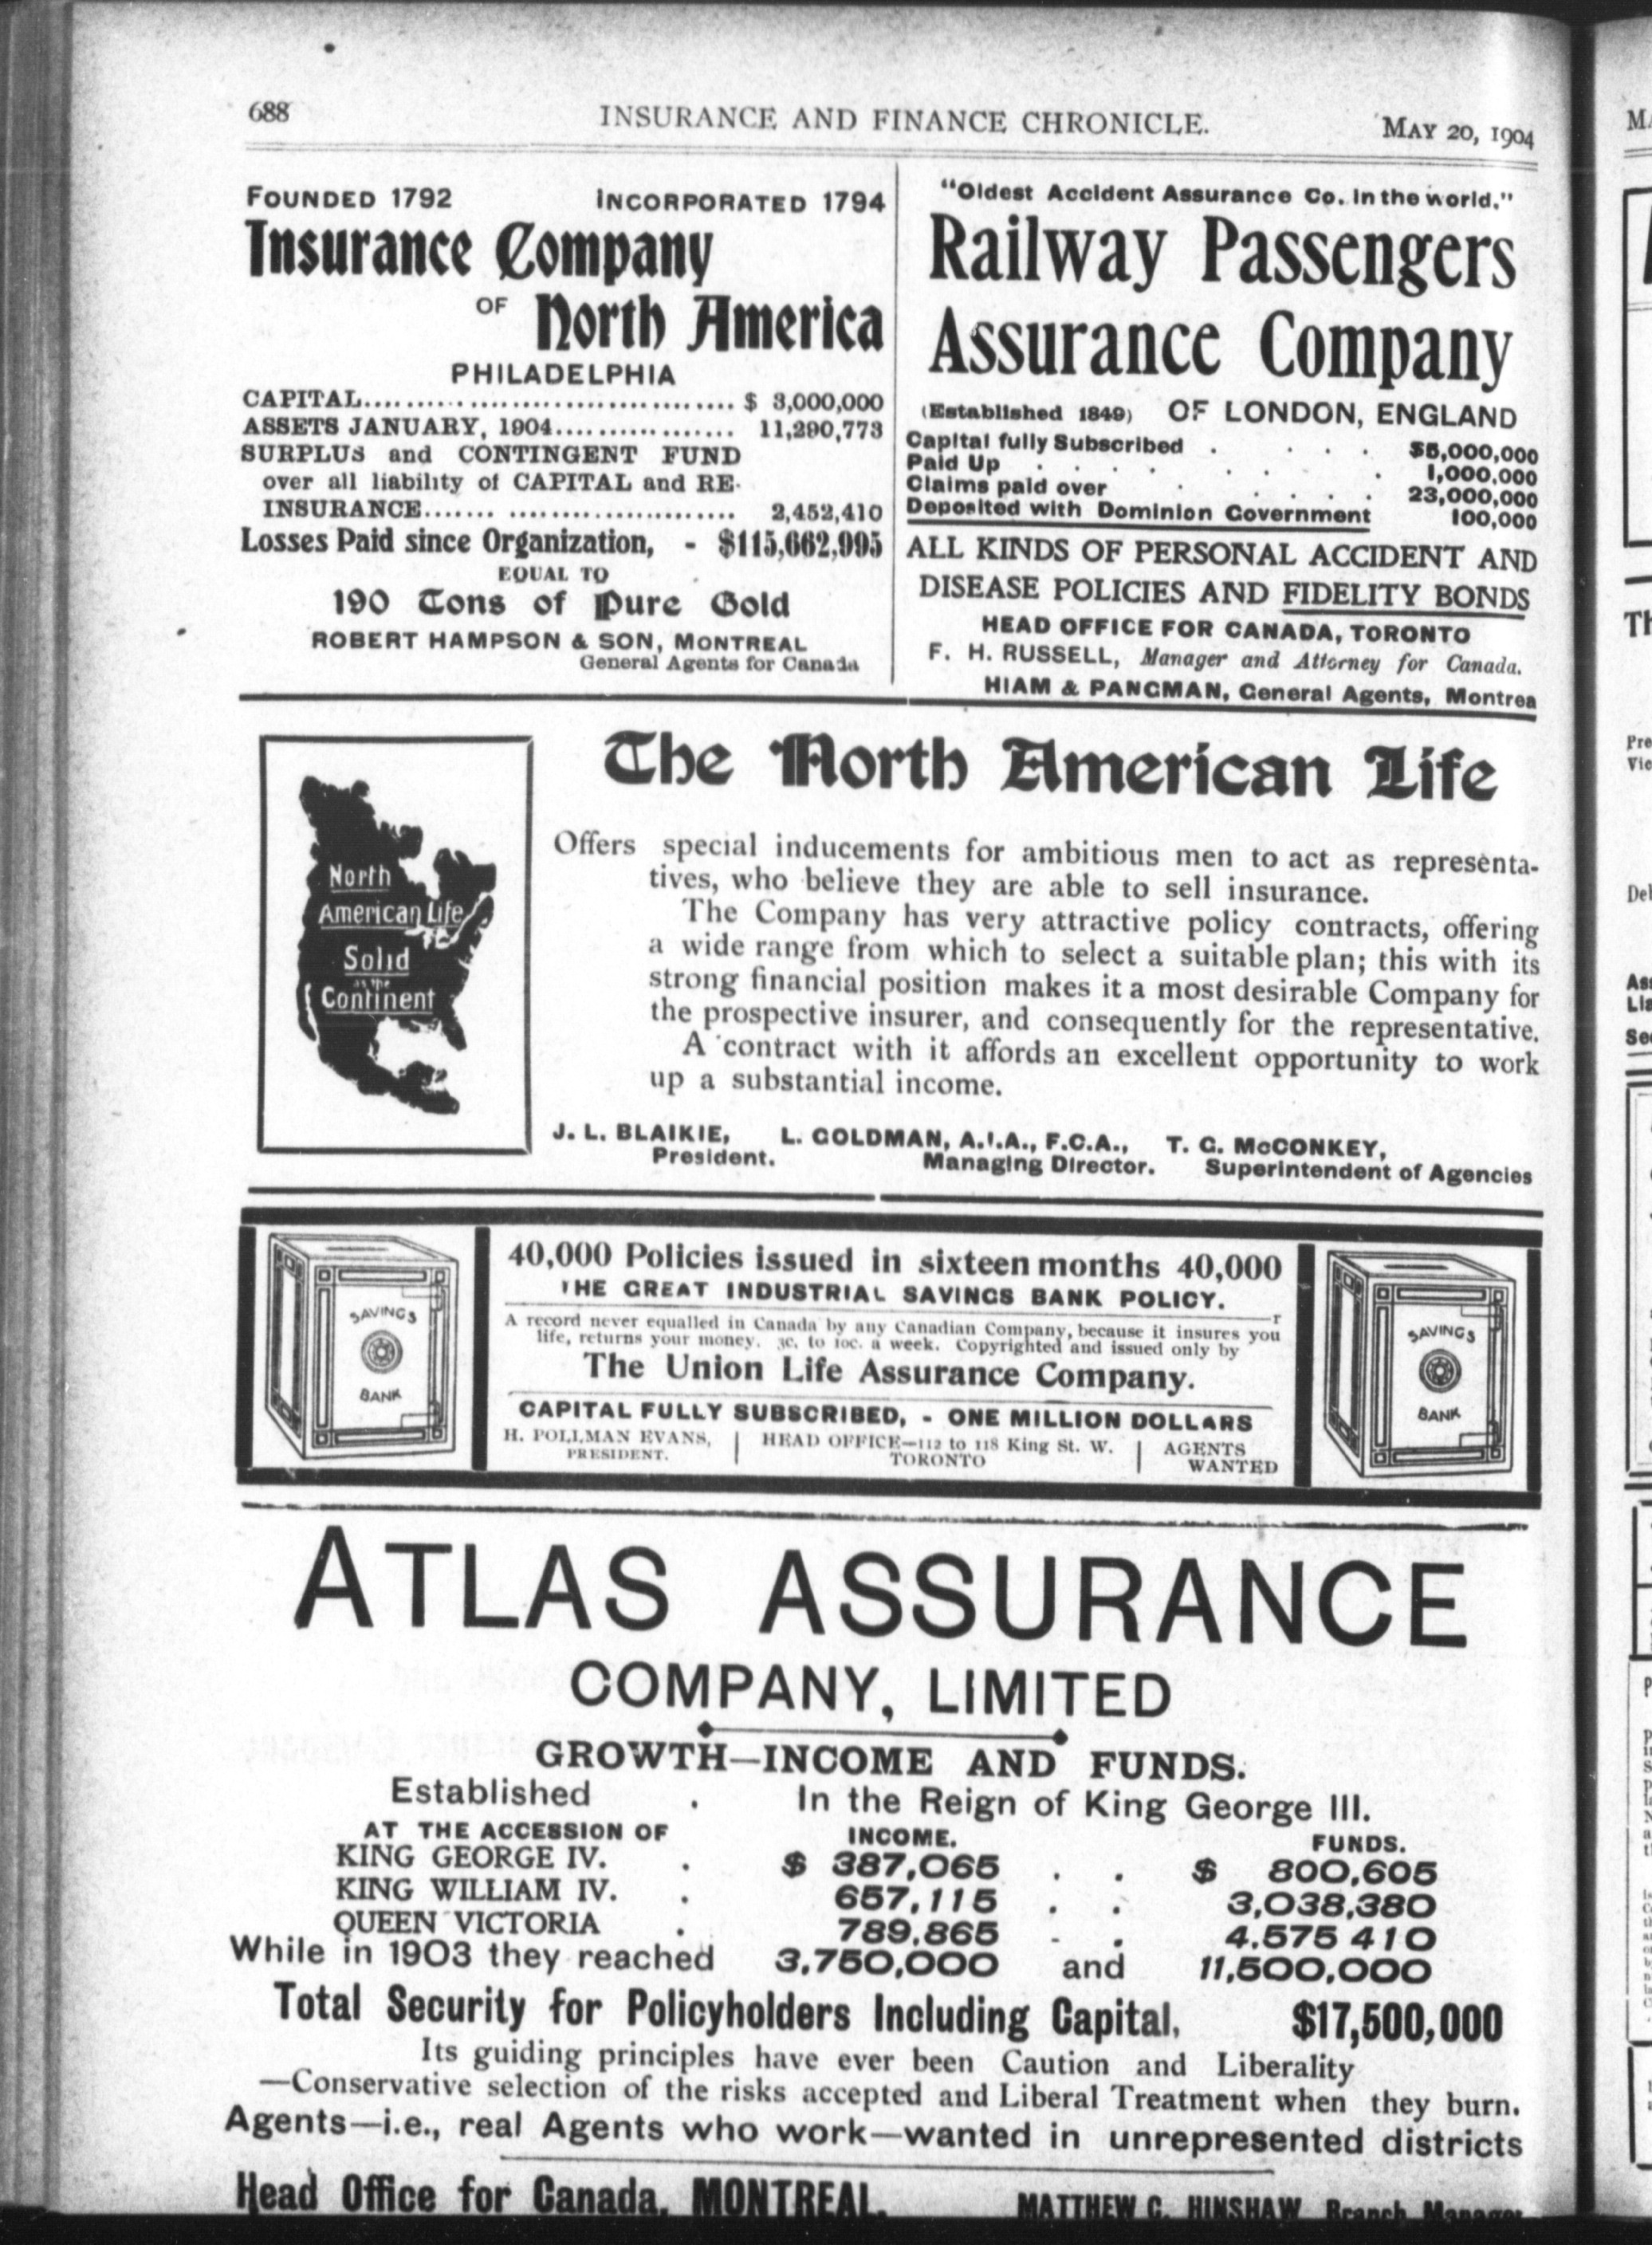 688
INSURANCE AND FINANCE CHRONICLE.
MAY 20, 1904
FOUNDED 1792 INCORPORATED 1794
Insurance Company
OF North America
PHILADELPHIA
CAPITAL.................................... $ 3,000,000
ASSETS JANUARY, 1904.................. 11,290,773
SURPLUS and CONTINGENT FUND
over all liability of CAPITAL and RE-
INSURANCE....... ....................... 2,452,410
Losses Paid since Organization, - $115,662,995
EQUAL TO
190 Tons of Pure Gold
ROBERT HAMPSON & SON, MONTREAL
General Agents for Canada
"Oldest Accident Assurance Co. in the world."
Railway Passengers
Assurance Company
(Established 1849) OF LONDON, ENGLAND
Capital fully Subscribed . . . . $5,000,000
Paid Up . . . . . . . 1,000,000
Claims paid over . . . . . 23,000,000
Deposited with Dominion Government 100,000
ALL KINDS OF PERSONAL ACCIDENT AND
DISEASE POLICIES AND FIDELITY BONDS
HEAD OFFICE FOR CANADA, TORONTO
F. H. RUSSELL, Manager and Attorney for Canada.
HIAM & PANGMAN, General Agents, Montrea
North
American Life
Solid
as the
Continent
The North American Life
Offers special inducements for ambitious men to act as representa-
tives, who believe they are able to sell insurance.
The Company has very attractive policy contracts, offering
a wide range from which to select a suitable plan; this with its
strong financial position makes it a most desirable Company for
the prospective insurer, and consequently for the representative.
A contract with it affords an excellent opportunity to work
up a substantial income.
J. L. BLAIKIE, L. GOLDMAN, A.I.A., F.C.A., T. G. McCONKEY,
President. Managing Director. Superintendent of Agencies
SAVINGS
BANK
40,000 Policies issued in sixteen months 40,000
THE GREAT INDUSTRIAL SAVINGS BANK POLICY.
A record never equalled in Canada by any Canadian Company, because it insures you
life, returns your money. 3c. to 10c. a week. Copyrighted and issued only by
The Union Life Assurance Company.
CAPITAL FULLY SUBSCRIBED, - ONE MILLION DOLLARS
H. POLLMAN EVANS, | HEAD OFFICE—112 to 118 King St. W. | AGENTS
PRESIDENT. TORONTO WANTED
SAVINGS
BANK
ATLAS ASSURANCE
COMPANY, LIMITED
GROWTH—INCOME AND FUNDS.
Established . In the Reign of King George III.
AT THE ACCESSION OF INCOME. FUNDS.
KING GEORGE IV. . $ 387,065 . . $ 800,605
KING WILLIAM IV. . 657,115 . . 3,038,380
QUEEN VICTORIA . 789,865 - . 4,575 410
While in 1903 they reached 3,750,000 and 11,500,000
Total Security for Policyholders Including Capital, $17,500,000
Its guiding principles have ever been Caution and Liberality
—Conservative selection of the risks accepted and Liberal Treatment when they burn.
Agents—i.e., real Agents who work—wanted in unrepresented districts
Head Office for Canada, MONTREAL. MATTHEW C. HINSHAW Branch Manager